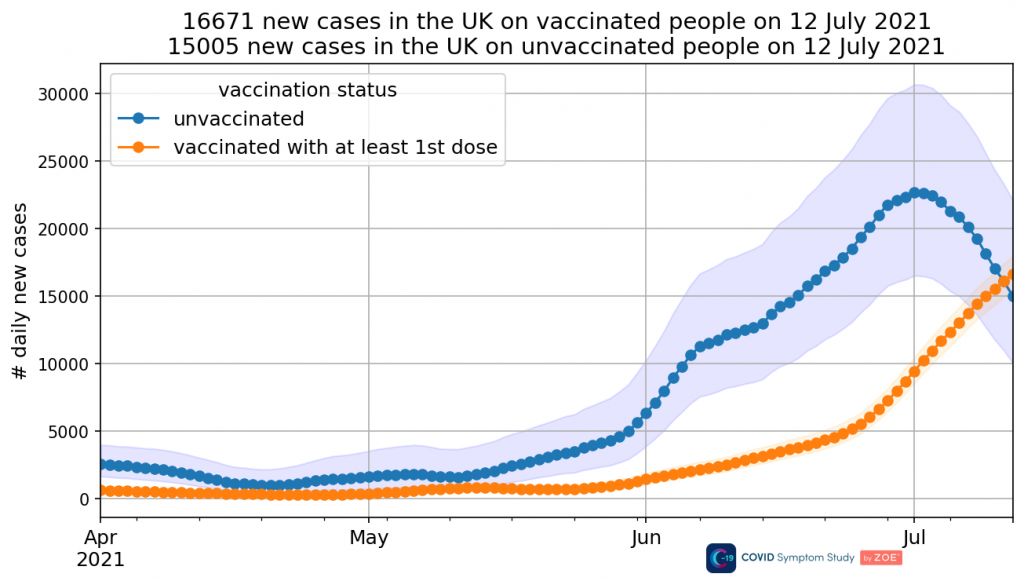 16671 new cases in the UK on vaccinated people on 12 July 2021
15005 new cases in the UK on unvaccinated people on 12 July 2021
vaccination status
unvaccinated
vaccinated with at least 1st dose
# daily new cases
30000
25000
20000
15000
10000
5000
0
Apr
2021
May
Jun
Jul
C-19 COVID Symptom Study by ZOE